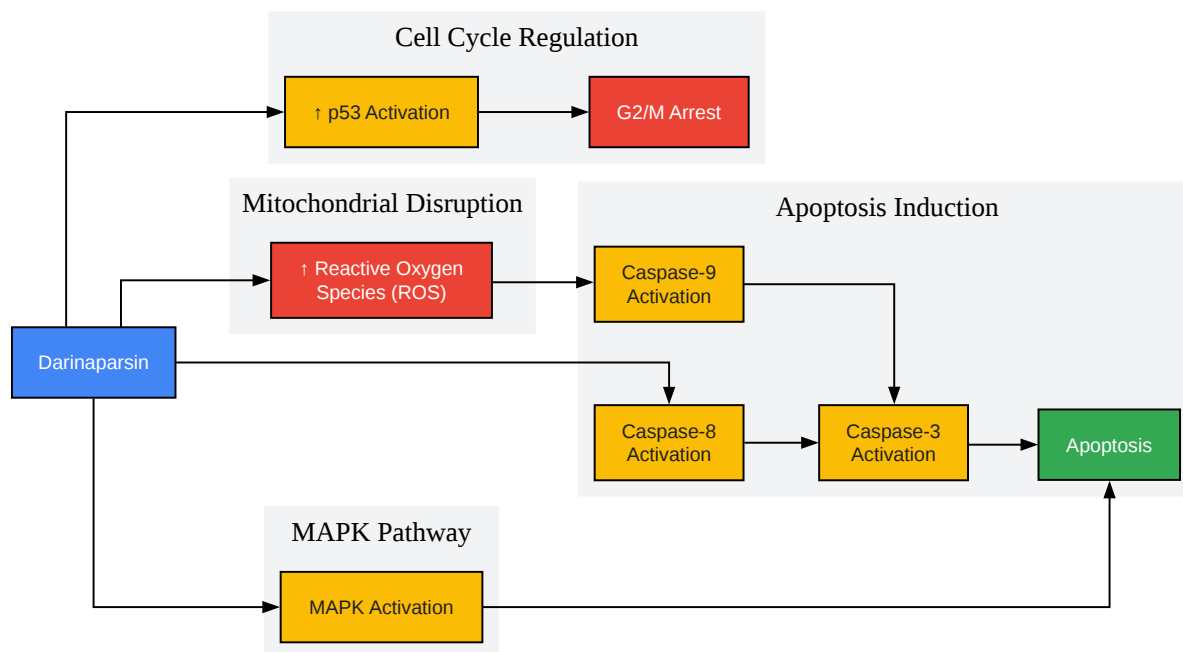 Cell Cycle Regulation
↑ p53 Activation
G2/M Arrest
Mitochondrial Disruption
↑ Reactive Oxygen
Species (ROS)
Apoptosis Induction
Caspase-9
Activation
Darinaparsin
Caspase-8
Activation
Caspase-3
Activation
Apoptosis
MAPK Pathway
MAPK Activation